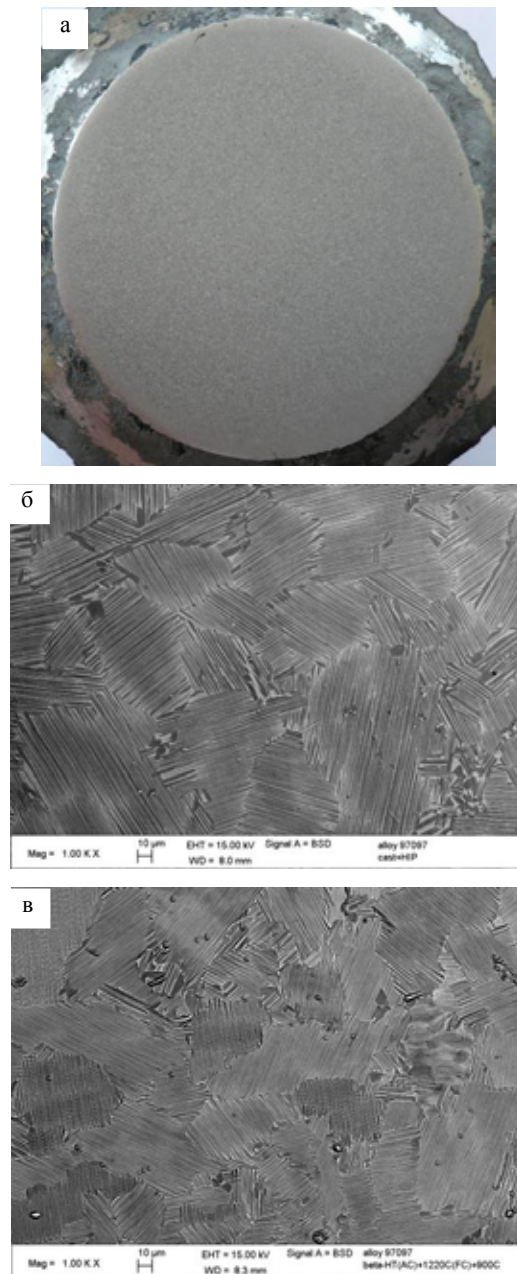 а
б
Mag = 1.00 K X
10 µm
EHT = 15.00 kV
WD = 8.0 mm
Signal A = BSD
alloy 97097
cast+HIP
в
Mag = 1.00 K X
10 µm
EHT = 15.00 kV
WD = 8.3 mm
Signal A = BSD
alloy 97097
beta-HT(AC)+1220C(FC)+900C